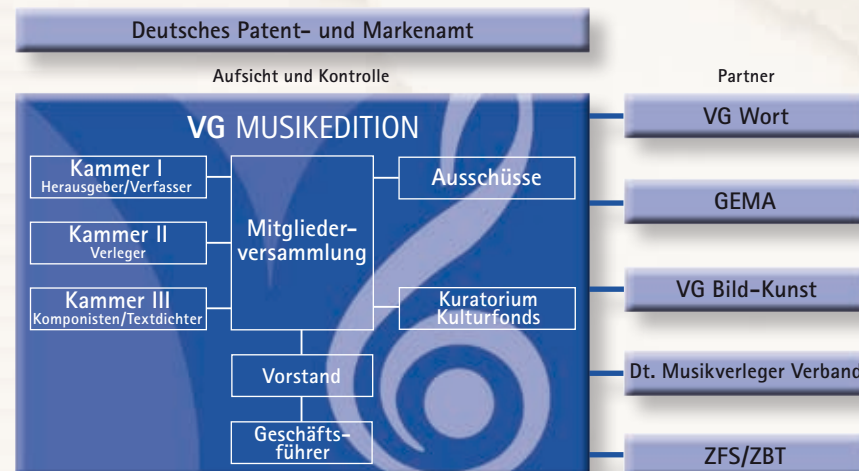 Deutsches Patent- und Markenamt
Aufsicht und Kontrolle
VG MUSIKEDITION
Kammer I
Herausgeber/Verfasser
Kammer II
Verleger
Kammer III
Komponisten/Textdichter
Mitglieder-
versammlung
Ausschüsse
Kuratorium
Kulturfonds
Vorstand
Geschäfts-
führer
Partner
VG Wort
GEMA
VG Bild-Kunst
Dt. Musikverleger Verband
ZFS/ZBT